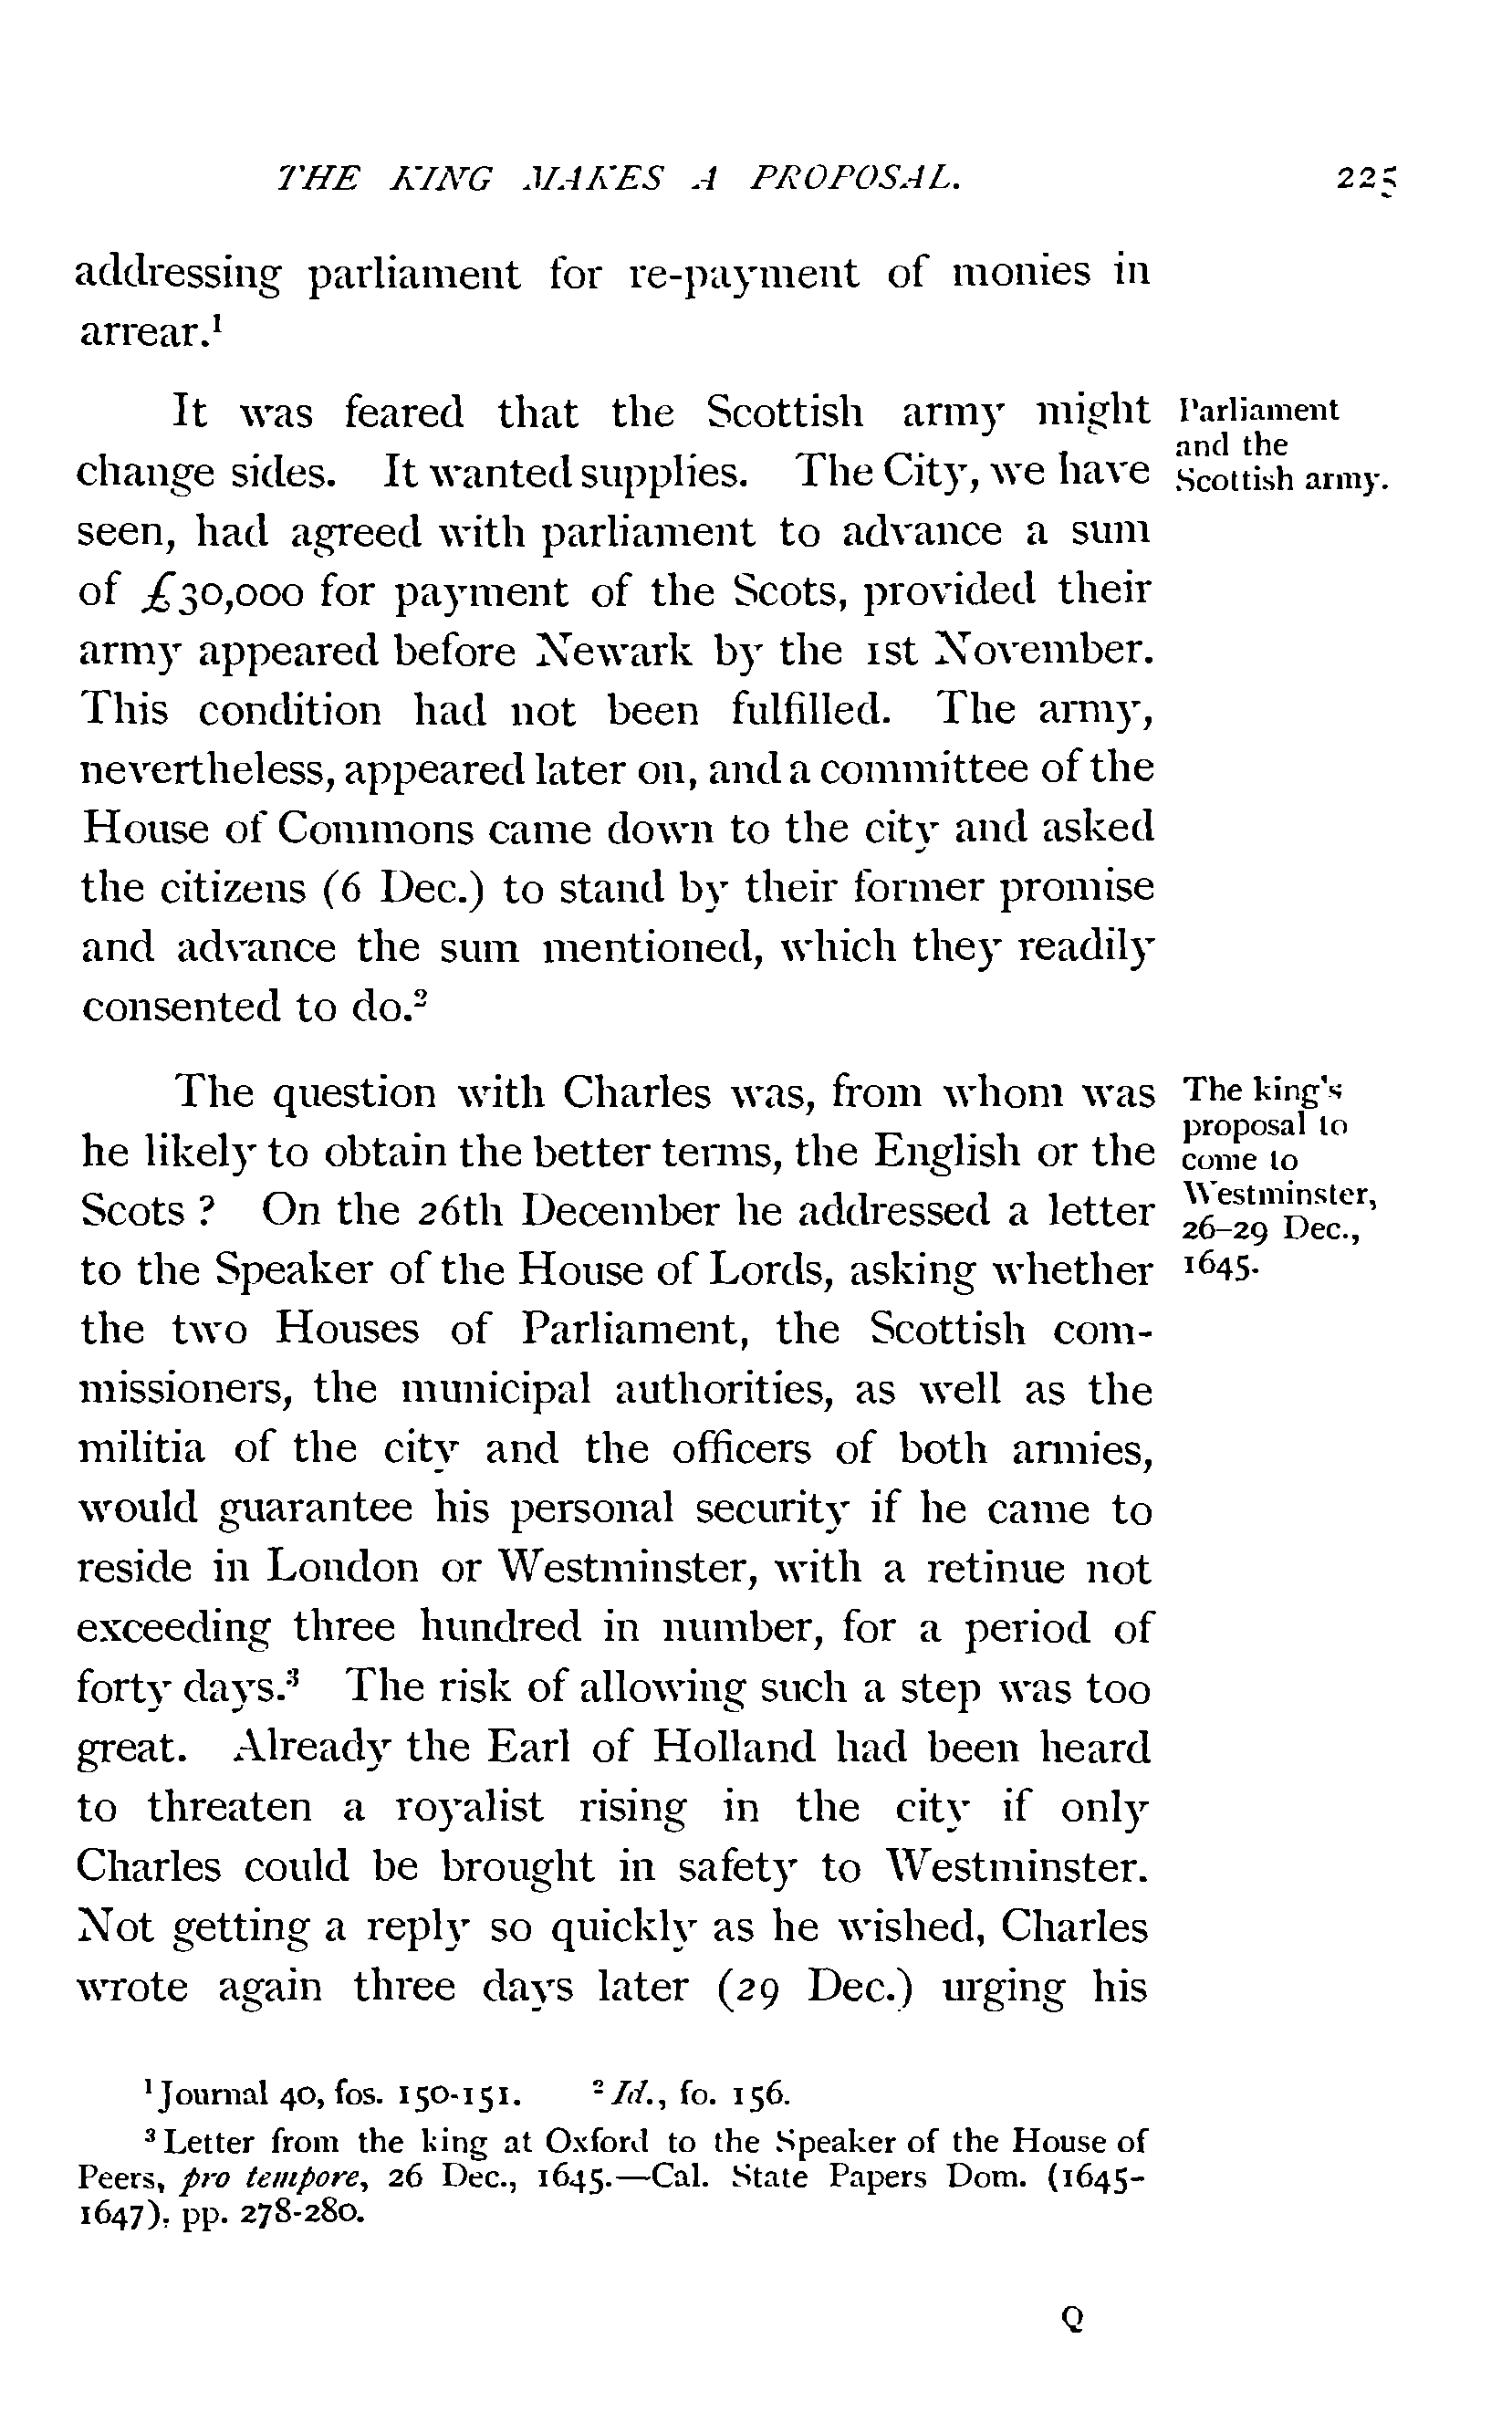 THE KING MAKES A PROPOSAL. 225
addressing parliament for re-payment of monies in
arrear.¹
It was feared that the Scottish army might
change sides. It wanted supplies. The City, we have
seen, had agreed with parliament to advance a sum
of £30,000 for payment of the Scots, provided their
army appeared before Newark by the 1st November.
This condition had not been fulfilled. The army,
nevertheless, appeared later on, and a committee of the
House of Commons came down to the city and asked
the citizens (6 Dec.) to stand by their former promise
and advance the sum mentioned, which they readily
consented to do.²
Parliament
and the
Scottish army.
The question with Charles was, from whom was
he likely to obtain the better terms, the English or the
Scots ? On the 26th December he addressed a letter
to the Speaker of the House of Lords, asking whether
the two Houses of Parliament, the Scottish com-
missioners, the municipal authorities, as well as the
militia of the city and the officers of both armies,
would guarantee his personal security if he came to
reside in London or Westminster, with a retinue not
exceeding three hundred in number, for a period of
forty days.³ The risk of allowing such a step was too
great. Already the Earl of Holland had been heard
to threaten a royalist rising in the city if only
Charles could be brought in safety to Westminster.
Not getting a reply so quickly as he wished, Charles
wrote again three days later (29 Dec.) urging his
The king's
proposal to
come to
Westminster,
26–29 Dec.,
1645.
¹ Journal 40, fos. 150-151. ² Id., fo. 156.
³ Letter from the king at Oxford to the Speaker of the House of
Peers, pro tempore, 26 Dec., 1645.—Cal. State Papers Dom. (1645-
1647), pp. 278-280.
Q